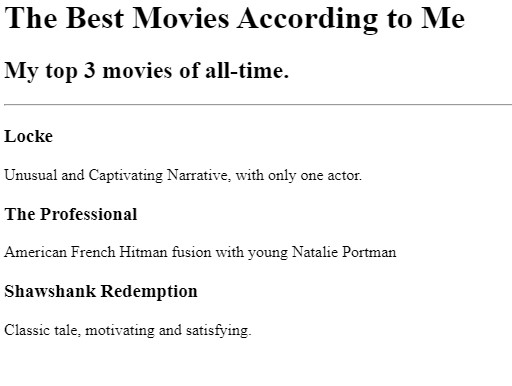 The Best Movies According to Me
My top 3 movies of all-time.
Locke
Unusual and Captivating Narrative, with only one actor.
The Professional
American French Hitman fusion with young Natalie Portman
Shawshank Redemption
Classic tale, motivating and satisfying.